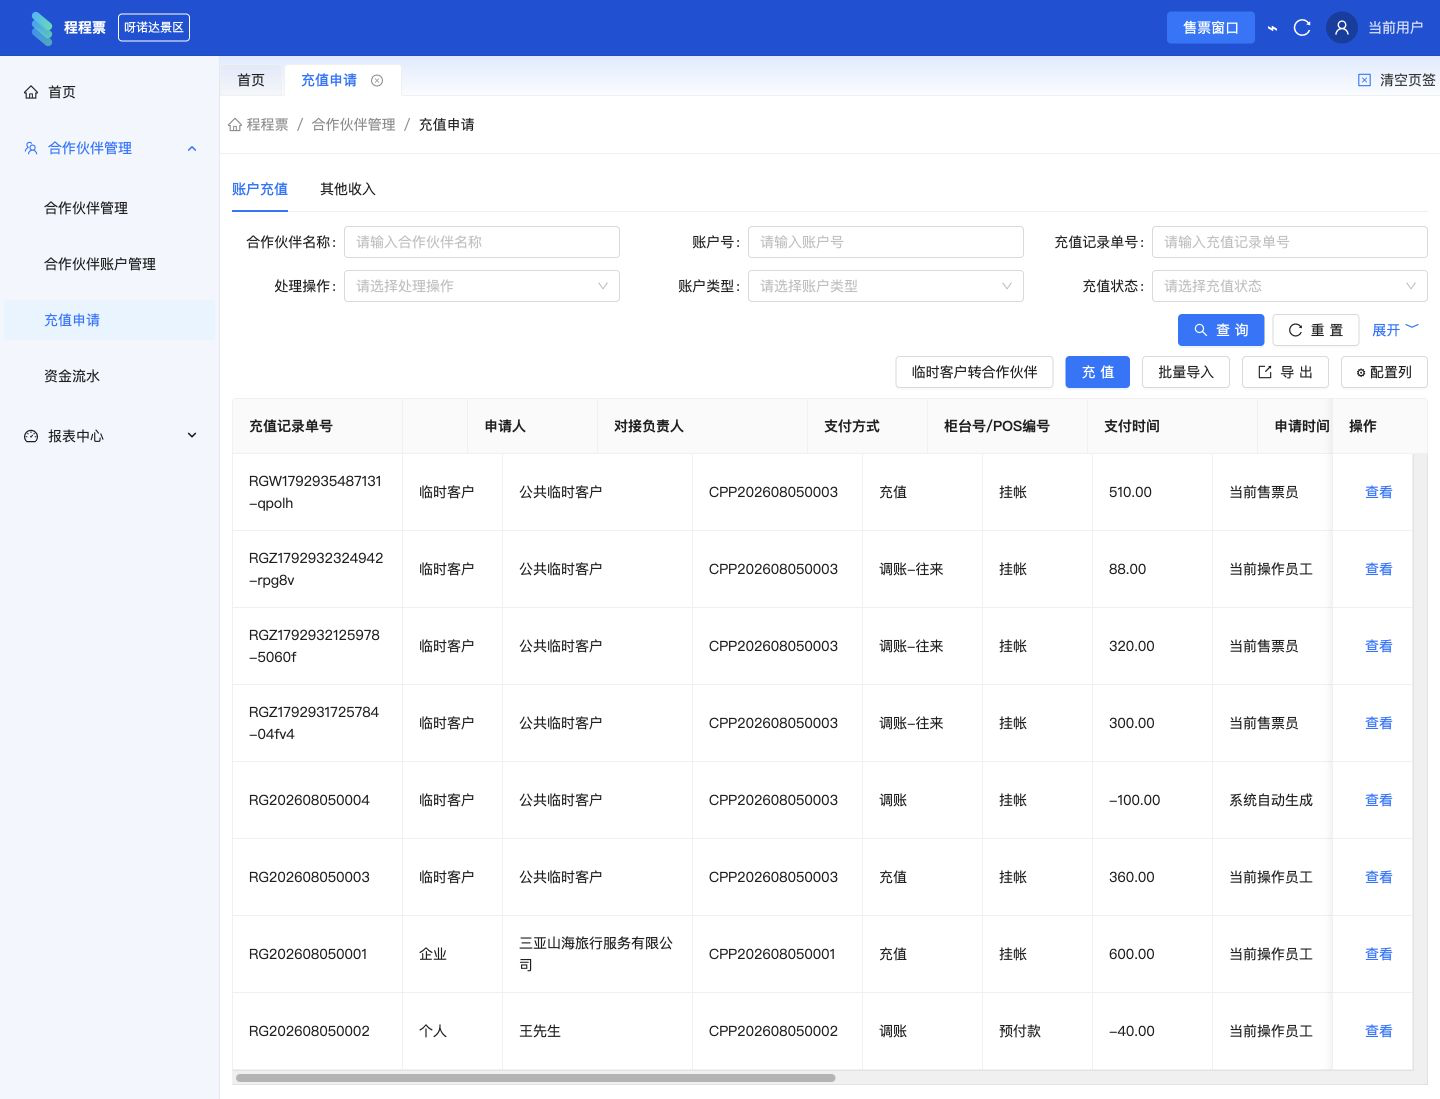 程程票 呀诺达景区 售票窗口 当前用户
首页
合作伙伴管理
合作伙伴管理
合作伙伴账户管理
充值申请
资金流水
报表中心
首页 充值申请 清空页签
程程票 / 合作伙伴管理 / 充值申请
账户充值 其他收入
合作伙伴名称: 请输入合作伙伴名称 账户号: 请输入账户号 充值记录单号: 请输入充值记录单号
处理操作: 请选择处理操作 账户类型: 请选择账户类型 充值状态: 请选择充值状态
查 询 重 置 展开
临时客户转合作伙伴 充 值 批量导入 导 出 配置列
充值记录单号 申请人 对接负责人 支付方式 柜台号/POS编号 支付时间 申请时间 操作
RGW1792935487131
-qpolh 临时客户 公共临时客户 CPP202608050003 充值 挂帐 510.00 当前售票员 查看
RGZ1792932324942
-rpg8v 临时客户 公共临时客户 CPP202608050003 调账-往来 挂帐 88.00 当前操作员工 查看
RGZ1792932125978
-5060f 临时客户 公共临时客户 CPP202608050003 调账-往来 挂帐 320.00 当前售票员 查看
RGZ1792931725784
-04fv4 临时客户 公共临时客户 CPP202608050003 调账-往来 挂帐 300.00 当前售票员 查看
RG202608050004 临时客户 公共临时客户 CPP202608050003 调账 挂帐 -100.00 系统自动生成 查看
RG202608050003 临时客户 公共临时客户 CPP202608050003 充值 挂帐 360.00 当前操作员工 查看
RG202608050001 企业 三亚山海旅行服务有限公
司 CPP202608050001 充值 挂帐 600.00 当前操作员工 查看
RG202608050002 个人 王先生 CPP202608050002 调账 预付款 -40.00 当前操作员工 查看